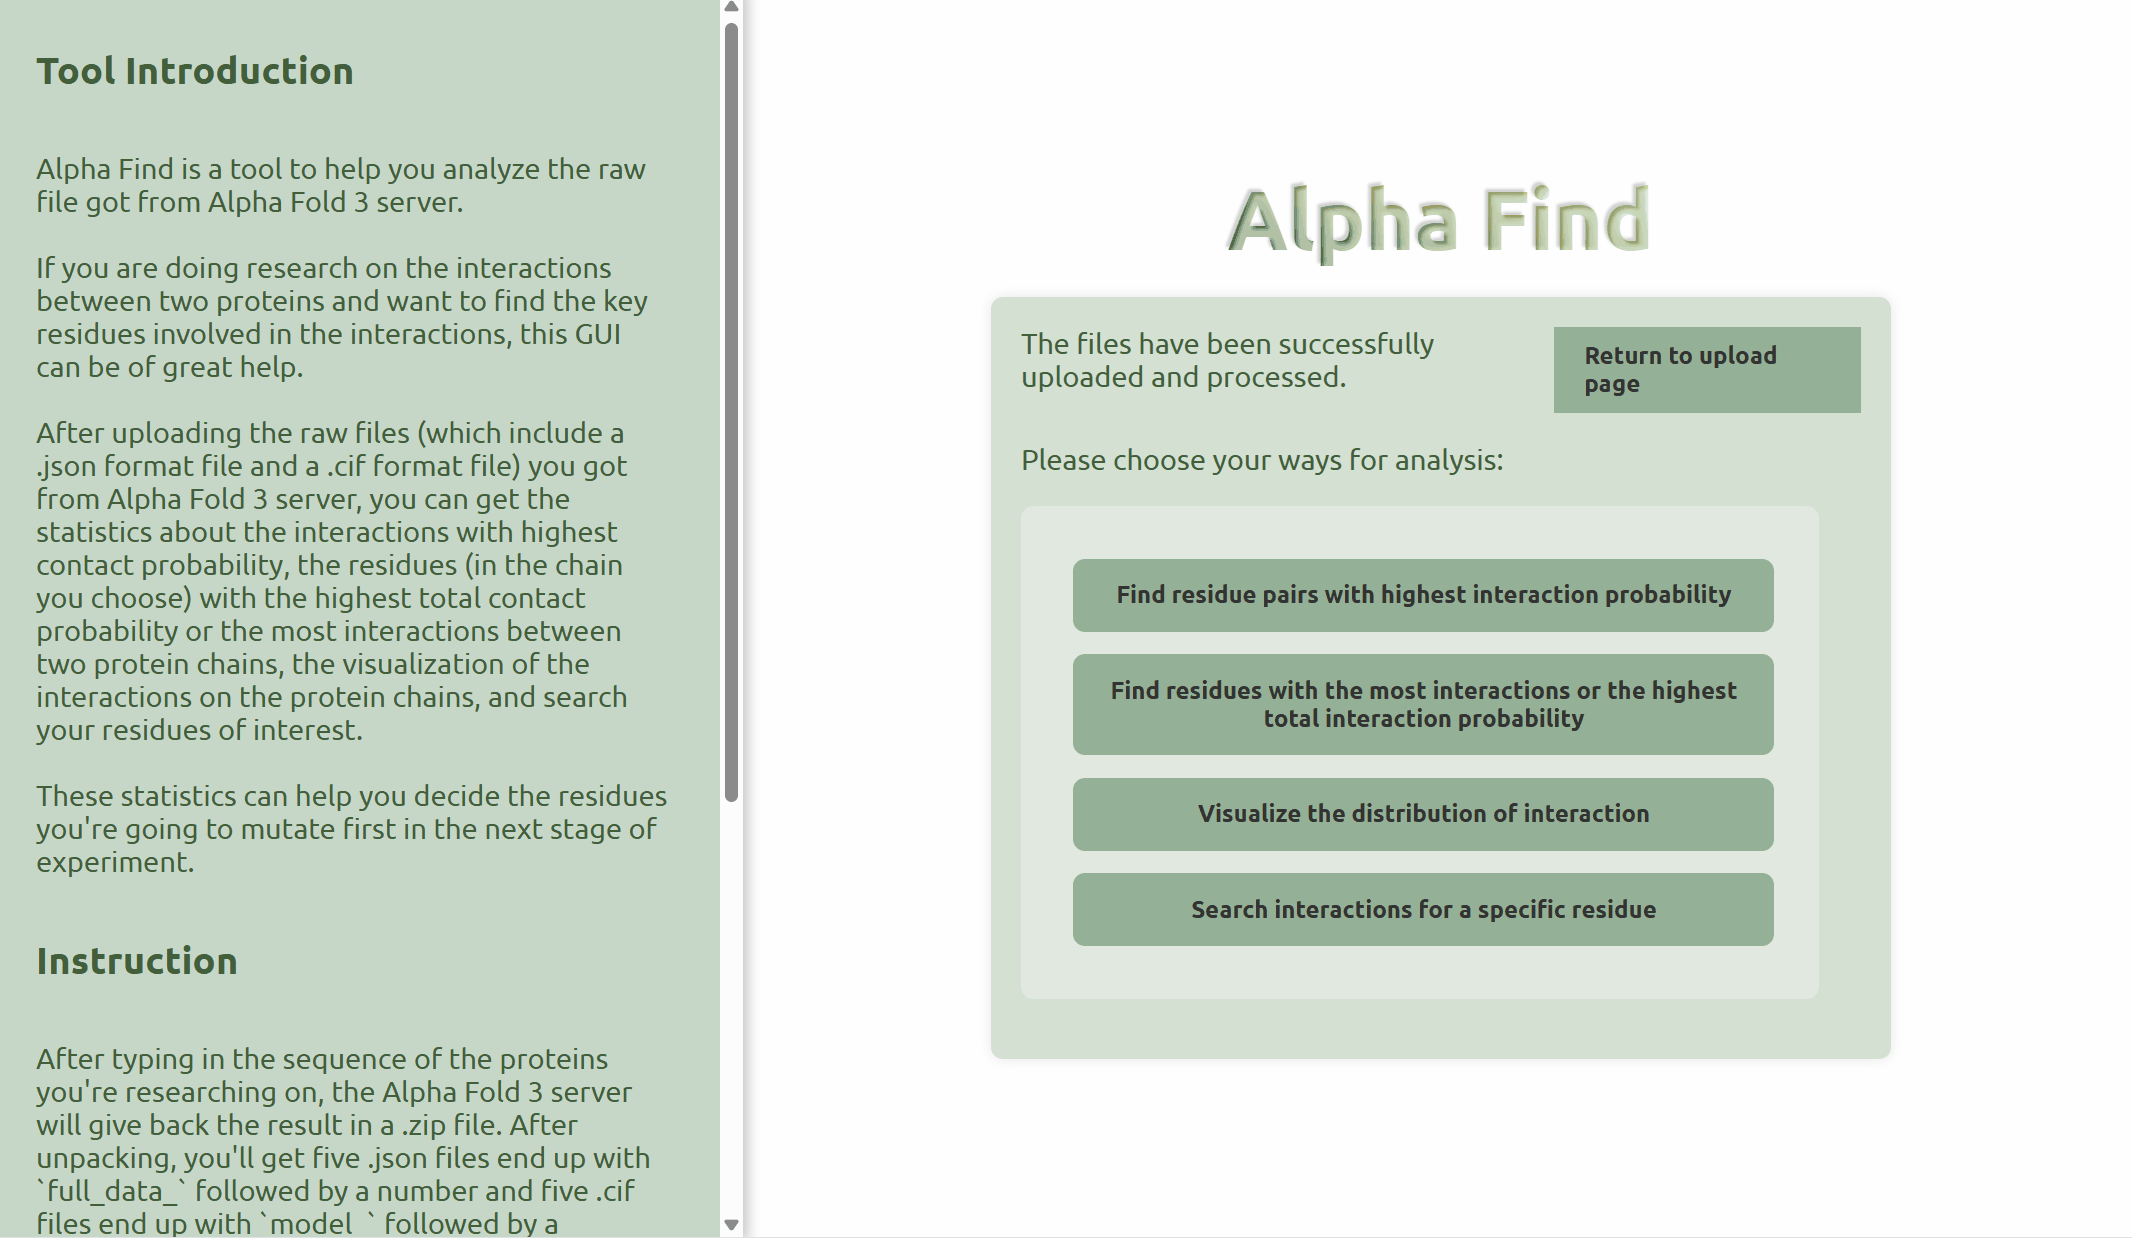 Tool Introduction
Alpha Find is a tool to help you analyze the raw
file got from Alpha Fold 3 server.
If you are doing research on the interactions
between two proteins and want to find the key
residues involved in the interactions, this GUI
can be of great help.
After uploading the raw files (which include a
.json format file and a .cif format file) you got
from Alpha Fold 3 server, you can get the
statistics about the interactions with highest
contact probability, the residues (in the chain
you choose) with the highest total contact
probability or the most interactions between
two protein chains, the visualization of the
interactions on the protein chains, and search
your residues of interest.
These statistics can help you decide the residues
you're going to mutate first in the next stage of
experiment.
Instruction
After typing in the sequence of the proteins
you're researching on, the Alpha Fold 3 server
will give back the result in a .zip file. After
unpacking, you'll get five .json files end up with
`full_data_` followed by a number and five .cif
files end up with `model_` followed by a
Alpha Find
The files have been successfully
uploaded and processed.
Return to upload
page
Please choose your ways for analysis:
Find residue pairs with highest interaction probability
Find residues with the most interactions or the highest
total interaction probability
Visualize the distribution of interaction
Search interactions for a specific residue